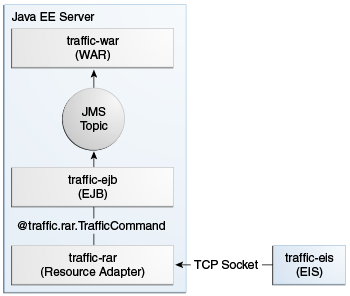 Java EE Server
traffic-war
(WAR)
JMS
Topic
traffic-ejb
(EJB)
@traffic.rar.TrafficCommand
traffic-rar
(Resource Adapter)
TCP Socket
traffic-eis
(EIS)